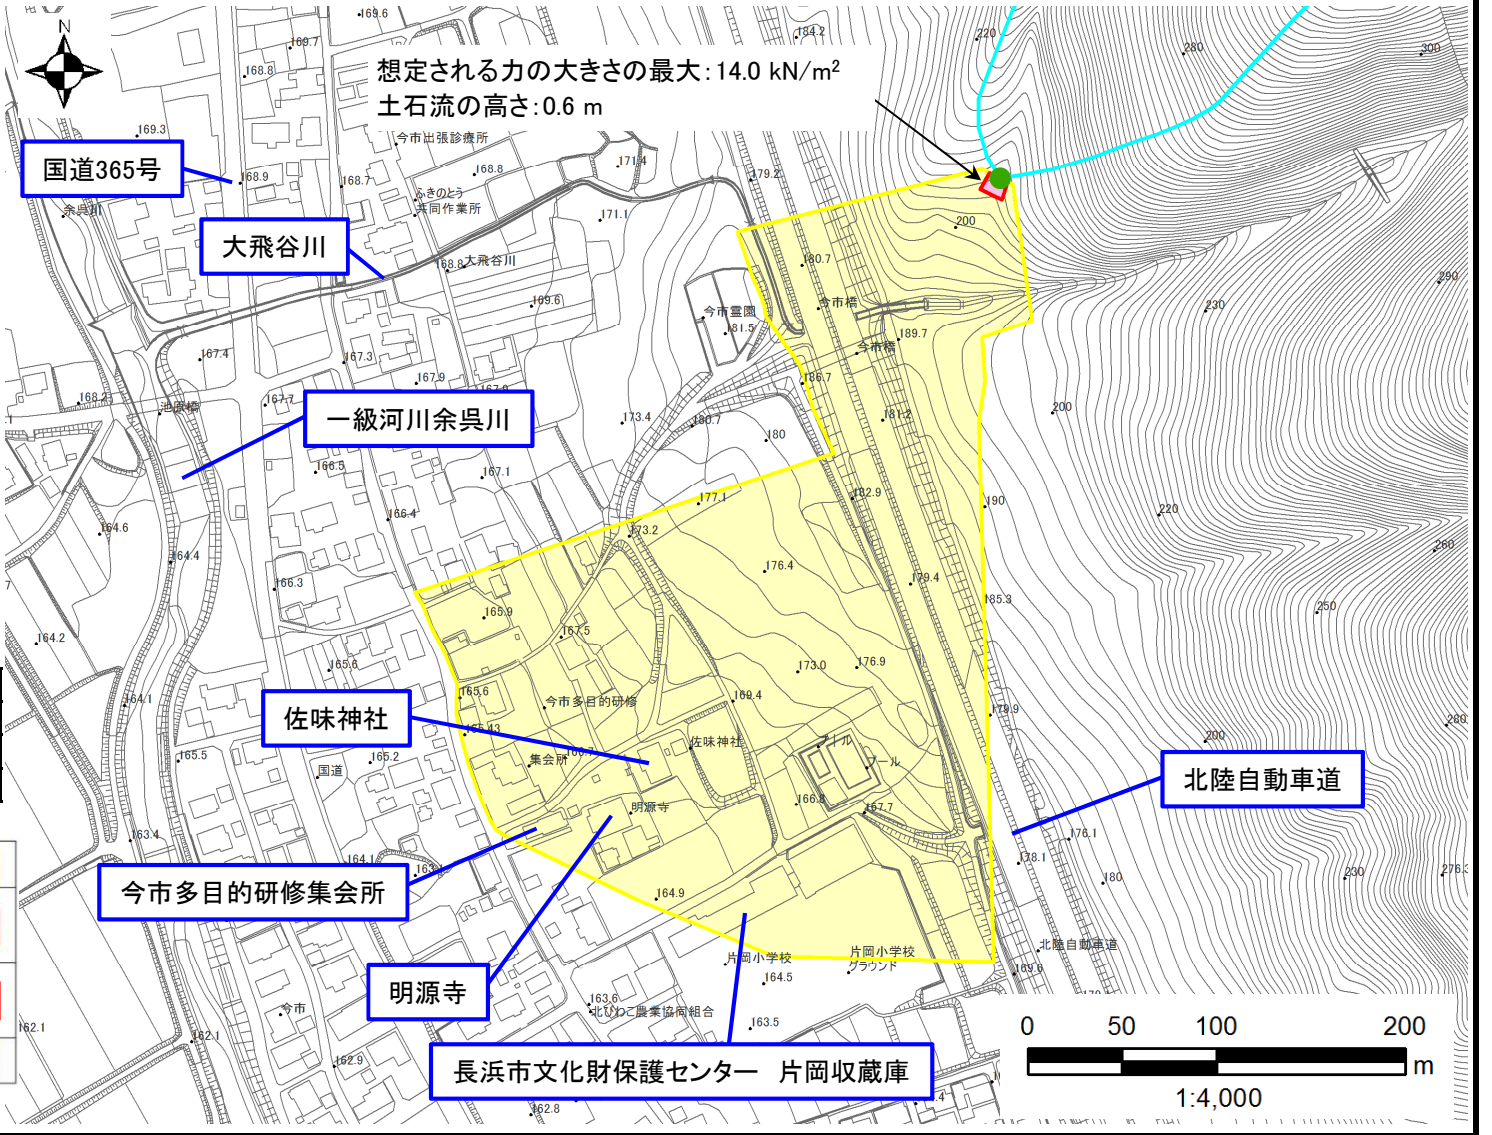 N
169.6
169.7
184.2
220
280
300
168.8
想定される力の大きさの最大：14.0 kN/m²
土石流の高さ：0.6 m
169.3
今市出張診療所
国道365号
171.4
168.8
179.2
168.9
168.7
ふきのとう
共同作業所
余呉川
171.1
200
大飛谷川
168.8
大飛谷川
180.7
290
169.6
今市橋
230
今市霊園
181.5
189.7
今市橋
167.4
167.3
167.9
186.7
168.2
167.7
池原橋
200
一級河川余呉川
173.4
180.7
181.2
180
166.5
167.1
182.9
190
177.1
220
166.4
164.6
173.2
260
164.4
176.4
179.4
166.3
185.3
250
165.9
164.2
167.5
165.6
173.0
176.9
165.6
169.4
164.1
今市多目的研修
179.9
280
佐味神社
165.43
佐味神社
プール
200
165.5
165.2
集会所
プール
国道
北陸自動車道
166.8
167.7
明源寺
163.4
176.1
164.1
178.1
今市多目的研修集会所
164.9
180
230
276.3
北陸自動車道
片岡小学校
片岡小学校
グラウンド
169.6
164.5
明源寺
163.6
今市
北びわこ農業協同組合
163.5
162.1
162.1
0 50 100 200
m
162.9
長浜市文化財保護センター　片岡収蔵庫
1:4,000
162.8